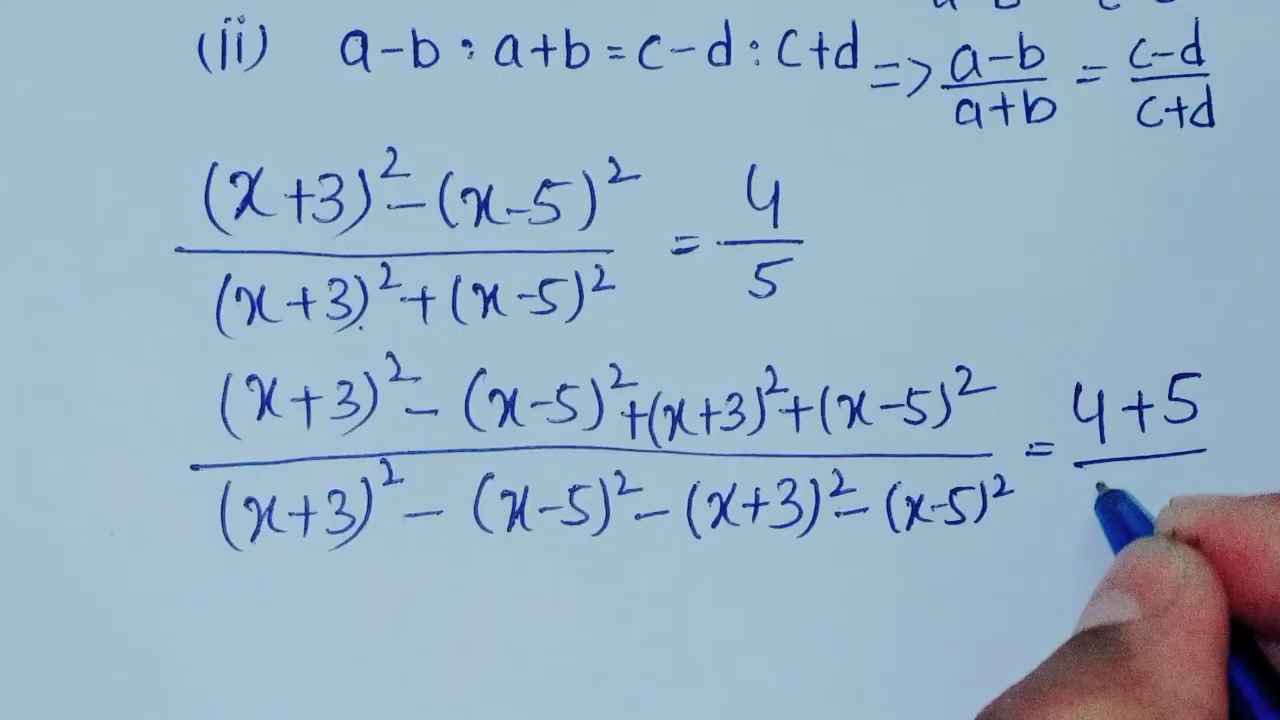 (ii) a-b : a+b = c-d : c+d => a-b/a+b = c-d/c+d
(x+3)² - (x-5)² / (x+3)² + (x-5)² = 4/5
(x+3)² - (x-5)² + (x+3)² + (x-5)² / (x+3)² - (x-5)² - (x+3)² - (x-5)² = 4+5/